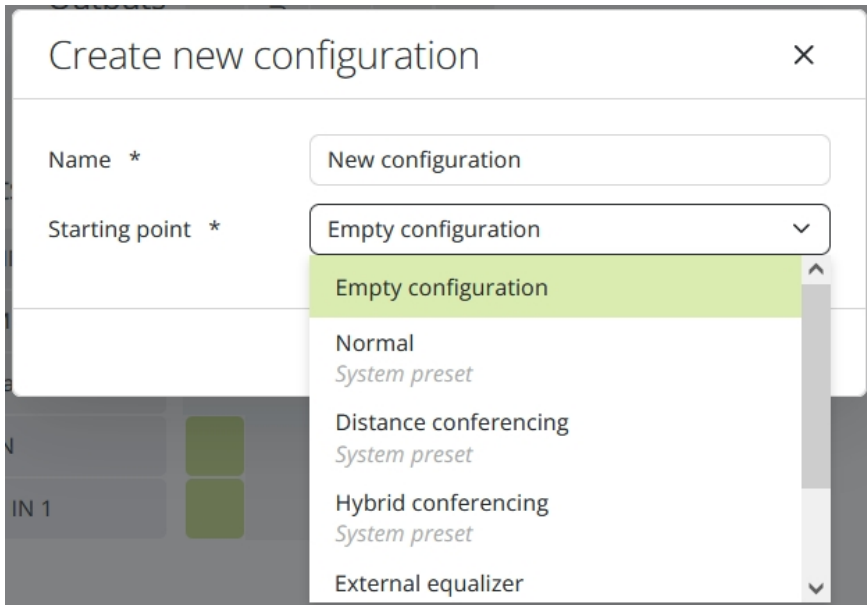 Create new configuration
Name *
New configuration
Starting point *
Empty configuration
Empty configuration
Normal
System preset
Distance conferencing
System preset
Hybrid conferencing
System preset
IN 1
External equalizer